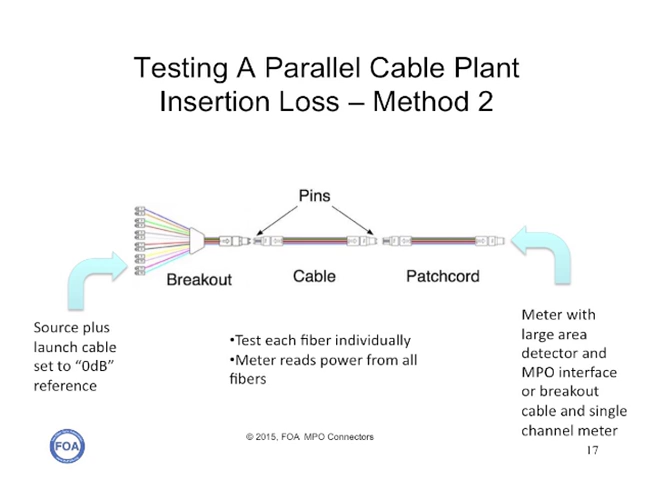 Testing A Parallel Cable Plant
Insertion Loss – Method 2
Pins
Breakout
Cable
Patchcord
Source plus
launch cable
set to “0dB”
reference
•Test each fiber individually
•Meter reads power from all
fibers
Meter with
large area
detector and
MPO interface
or breakout
cable and single
channel meter
© 2015, FOA MPO Connectors
17
FOA